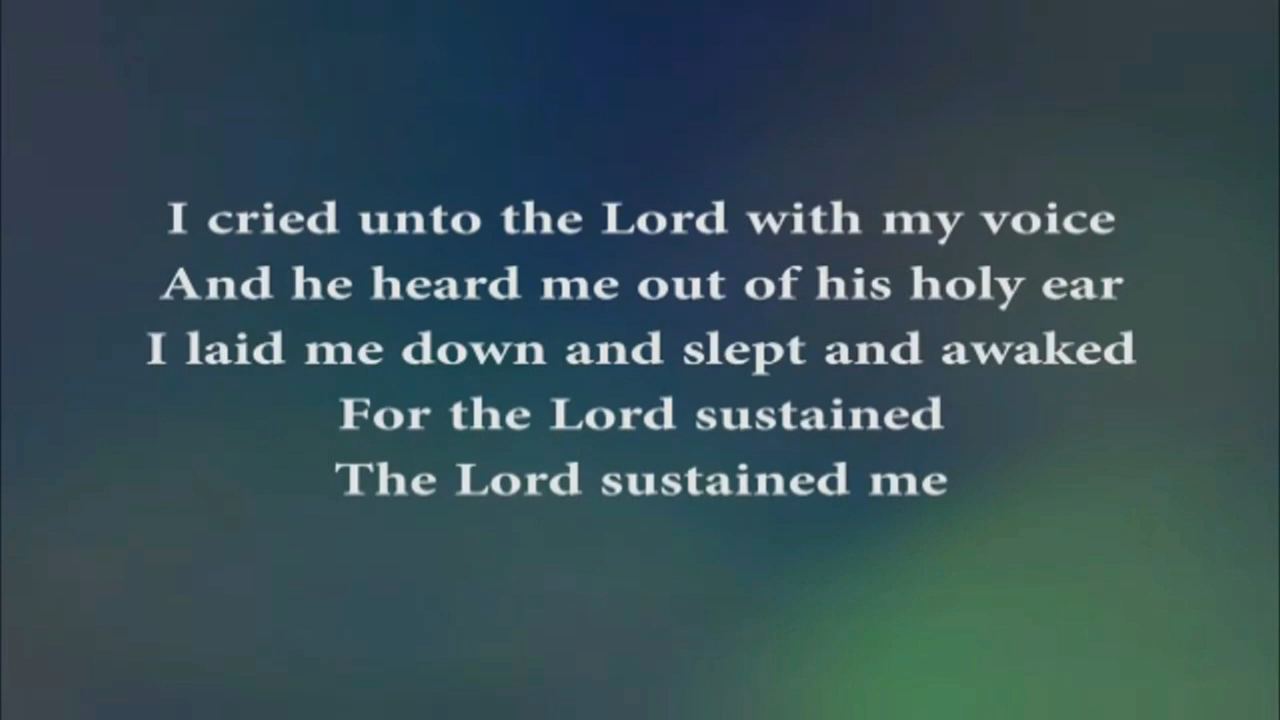 I cried unto the Lord with my voice
And he heard me out of his holy ear
I laid me down and slept and awaked
For the Lord sustained
The Lord sustained me